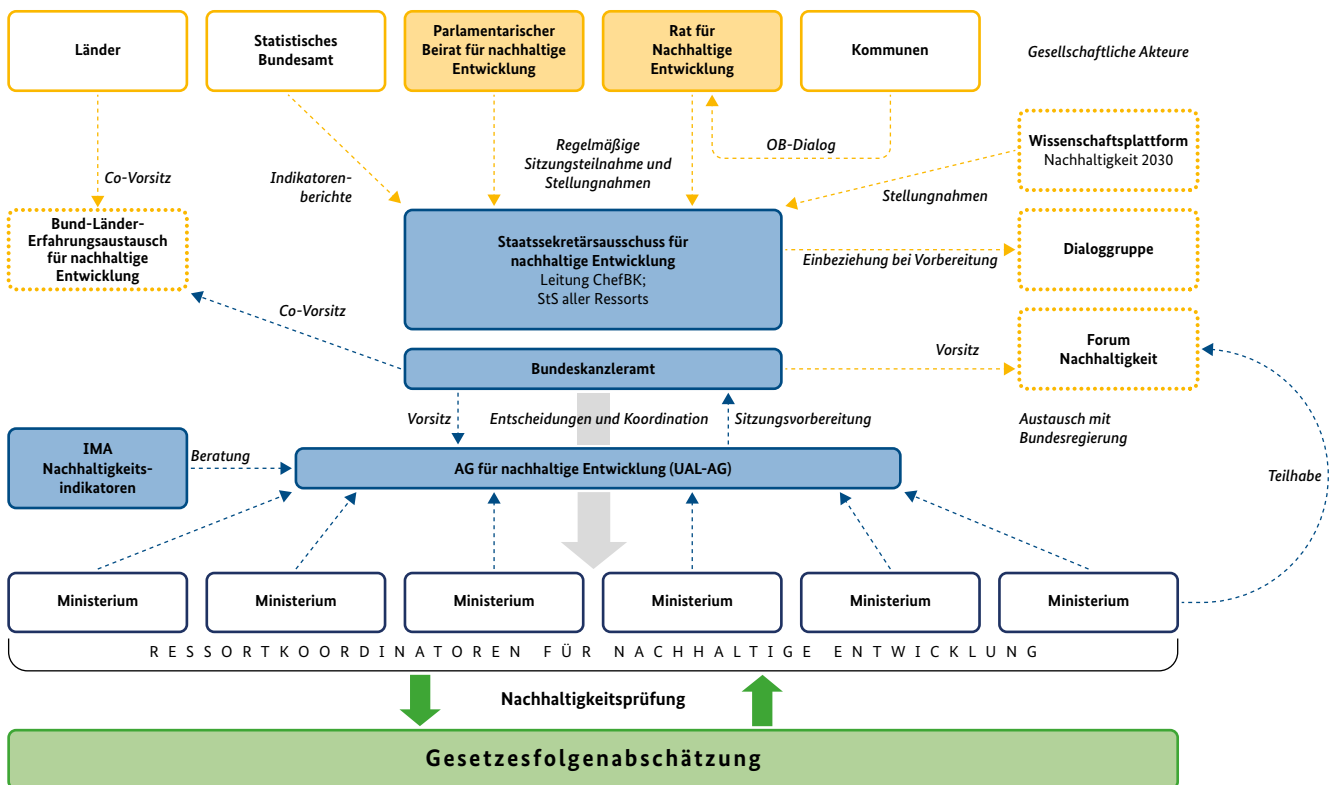 Länder
Statistisches
Bundesamt
Parlamentarischer
Beirat für nachhaltige
Entwicklung
Rat für
Nachhaltige
Entwicklung
Kommunen
Gesellschaftliche Akteure
Co-Vorsitz
Indikatoren-
berichte
Regelmäßige
Sitzungsteilnahme und
Stellungnahmen
OB-Dialog
Stellungnahmen
Wissenschaftsplattform
Nachhaltigkeit 2030
Bund-Länder-
Erfahrungsaustausch
für nachhaltige
Entwicklung
Staatssekretärsausschuss für
nachhaltige Entwicklung
Leitung ChefBK;
StS aller Ressorts
Einbeziehung bei Vorbereitung
Dialoggruppe
Co-Vorsitz
Bundeskanzleramt
Vorsitz
Forum
Nachhaltigkeit
Vorsitz
Entscheidungen und Koordination
Sitzungsvorbereitung
Austausch mit
Bundesregierung
IMA
Nachhaltigkeits-
indikatoren
Beratung
AG für nachhaltige Entwicklung (UAL-AG)
Teilhabe
Ministerium
Ministerium
Ministerium
Ministerium
Ministerium
Ministerium
RESSORTKOORDINATOREN FÜR NACHHALTIGE ENTWICKLUNG
Nachhaltigkeitsprüfung
Gesetzesfolgenabschätzung